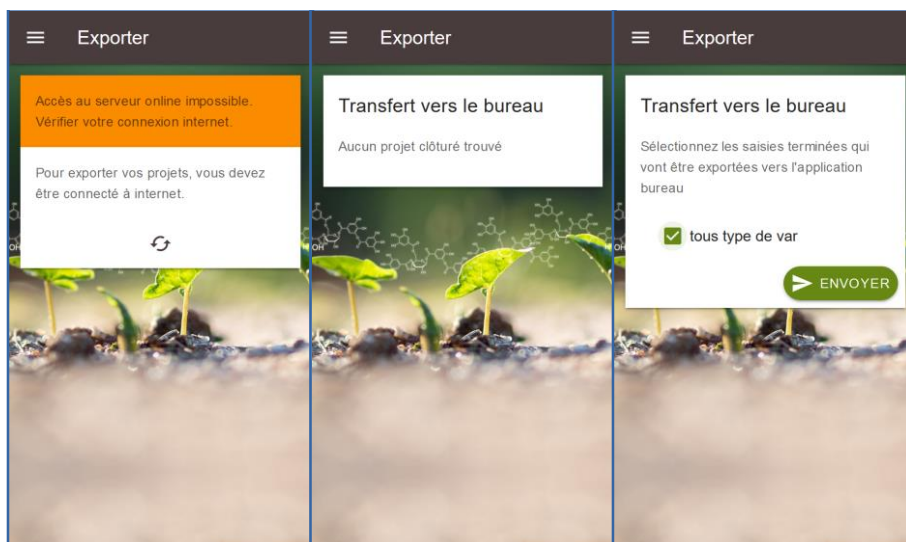 Exporter
Accès au serveur online impossible.
Vérifier votre connexion internet.
Pour exporter vos projets, vous devez
être connecté à internet.
Exporter
Transfert vers le bureau
Aucun projet clôturé trouvé
Exporter
Transfert vers le bureau
Sélectionnez les saisies terminées qui
vont être exportées vers l'application
bureau
tous type de var
ENVOYER